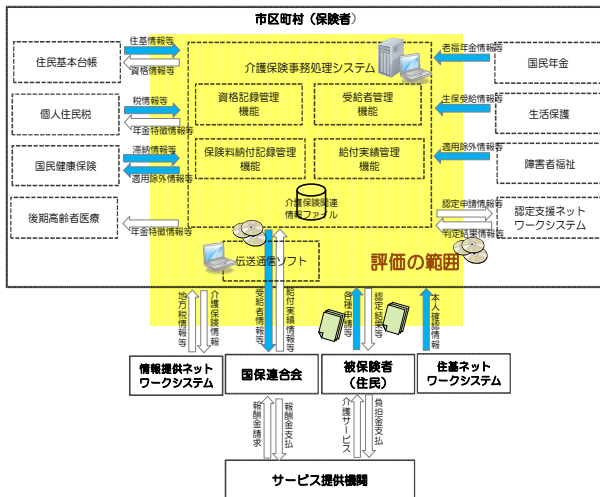 市区町村（保険者）
住民基本台帳
住基情報等
資格情報等
介護保険事務処理システム
老福年金情報等
国民年金
個人住民税
税情報等
年金特徴情報等
資格記録管理
機能
受給者管理
機能
生保受給情報等
生活保護
国民健康保険
滞納情報等
適用除外情報等
保険料納付記録管理
機能
給付実績管理
機能
適用除外情報等
障害者福祉
後期高齢者医療
年金特徴情報等
介護保険関連
情報ファイル
認定申請情報等
判定結果情報等
認定支援ネット
ワークシステム
伝送通信ソフト
評価の範囲
地方税情報等
介護保険情報
受給者情報等
給付実績情報等
各種申請等
認定結果等
本人確認情報
情報提供ネット
ワークシステム
国保連合会
被保険者
（住民）
住基ネット
ワークシステム
報酬金請求
報酬金支払
介護サービス
負担金支払
サービス提供機関